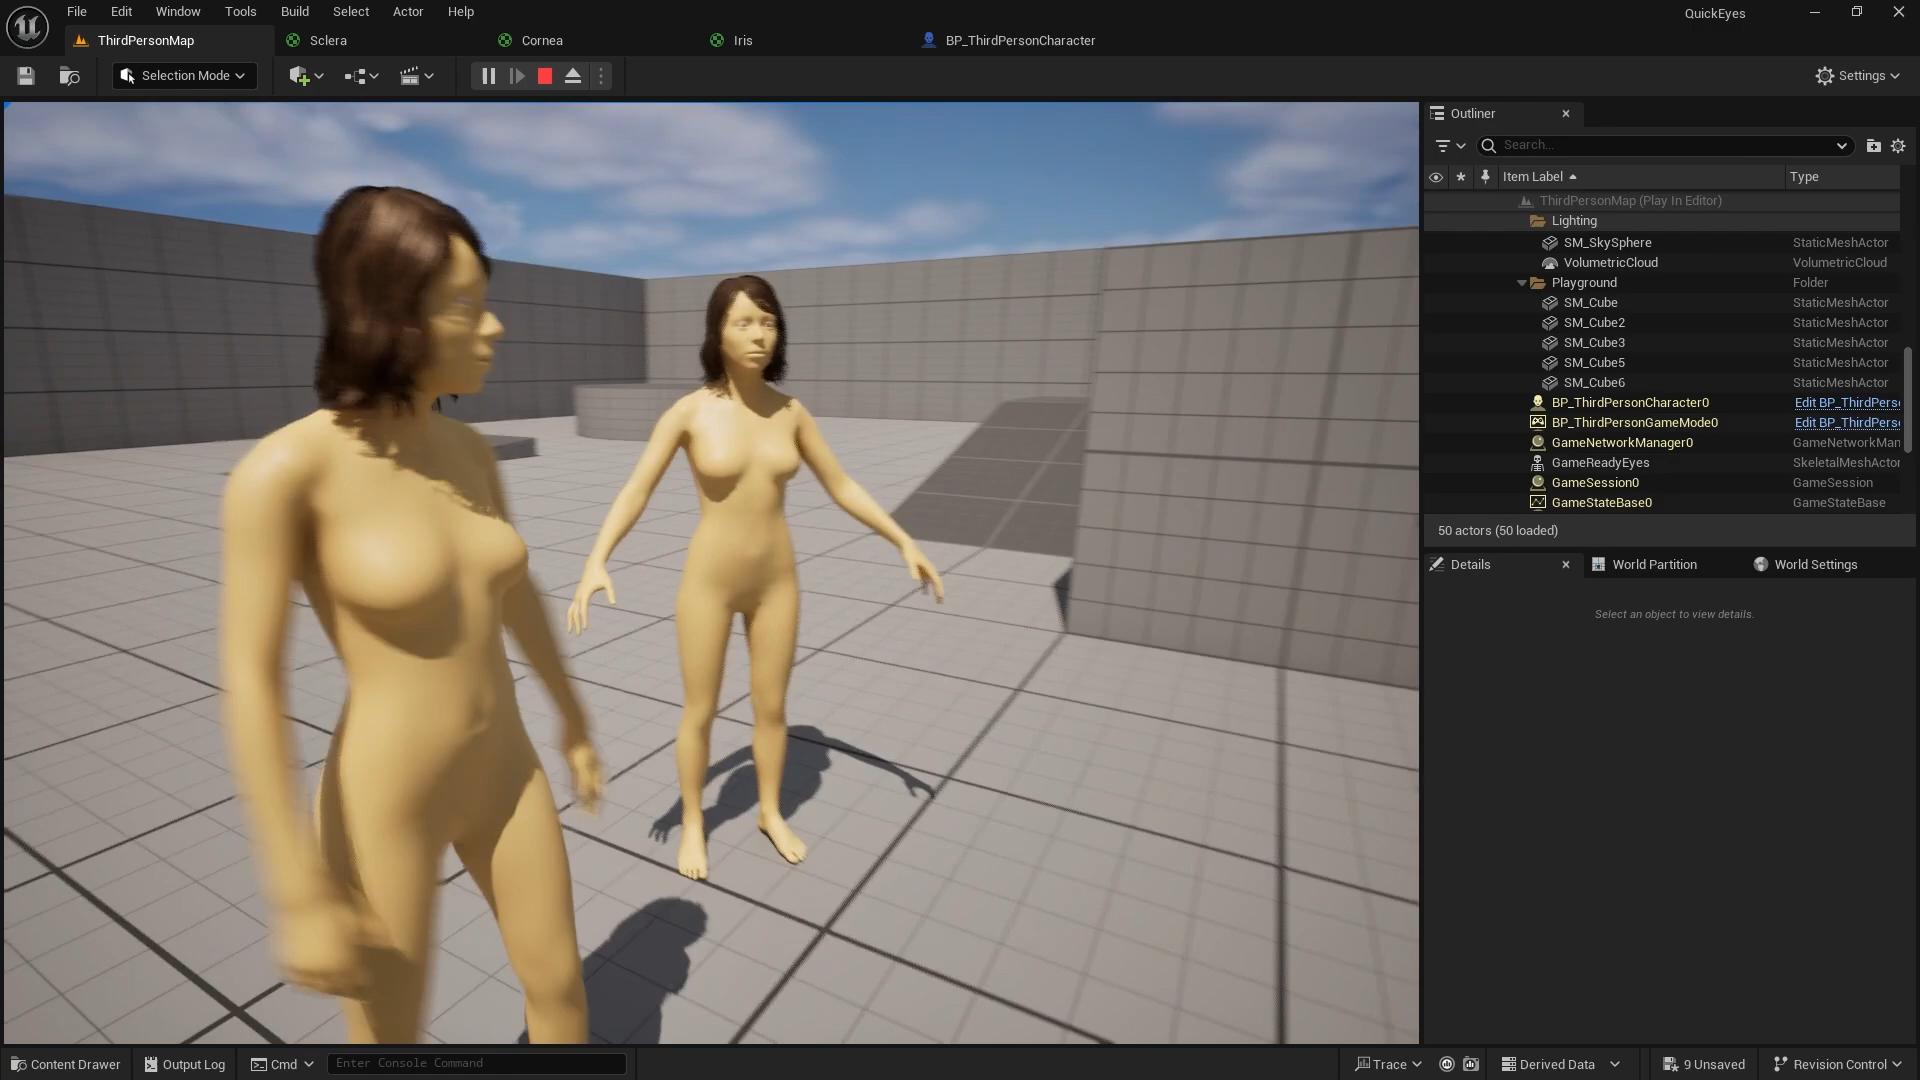 File Edit Window Tools Build Select Actor Help
QuickEyes
ThirdPersonMap
Sclera
Cornea
Iris
BP_ThirdPersonCharacter
Selection Mode
Settings
Outliner
Search...
Item Label
Type
ThirdPersonMap (Play In Editor)
Lighting
SM_SkySphere StaticMeshActor
VolumetricCloud VolumetricCloud
Playground Folder
SM_Cube StaticMeshActor
SM_Cube2 StaticMeshActor
SM_Cube3 StaticMeshActor
SM_Cube5 StaticMeshActor
SM_Cube6 StaticMeshActor
BP_ThirdPersonCharacter0 Edit BP_ThirdPers
BP_ThirdPersonGameMode0 Edit BP_ThirdPers
GameNetworkManager0 GameNetworkMan
GameReadyEyes SkeletalMeshActor
GameSession0 GameSession
GameStateBase0 GameStateBase
50 actors (50 loaded)
Details
World Partition
World Settings
Select an object to view details.
Content Drawer
Output Log
Cmd
Enter Console Command
Trace
Derived Data
9 Unsaved
Revision Control